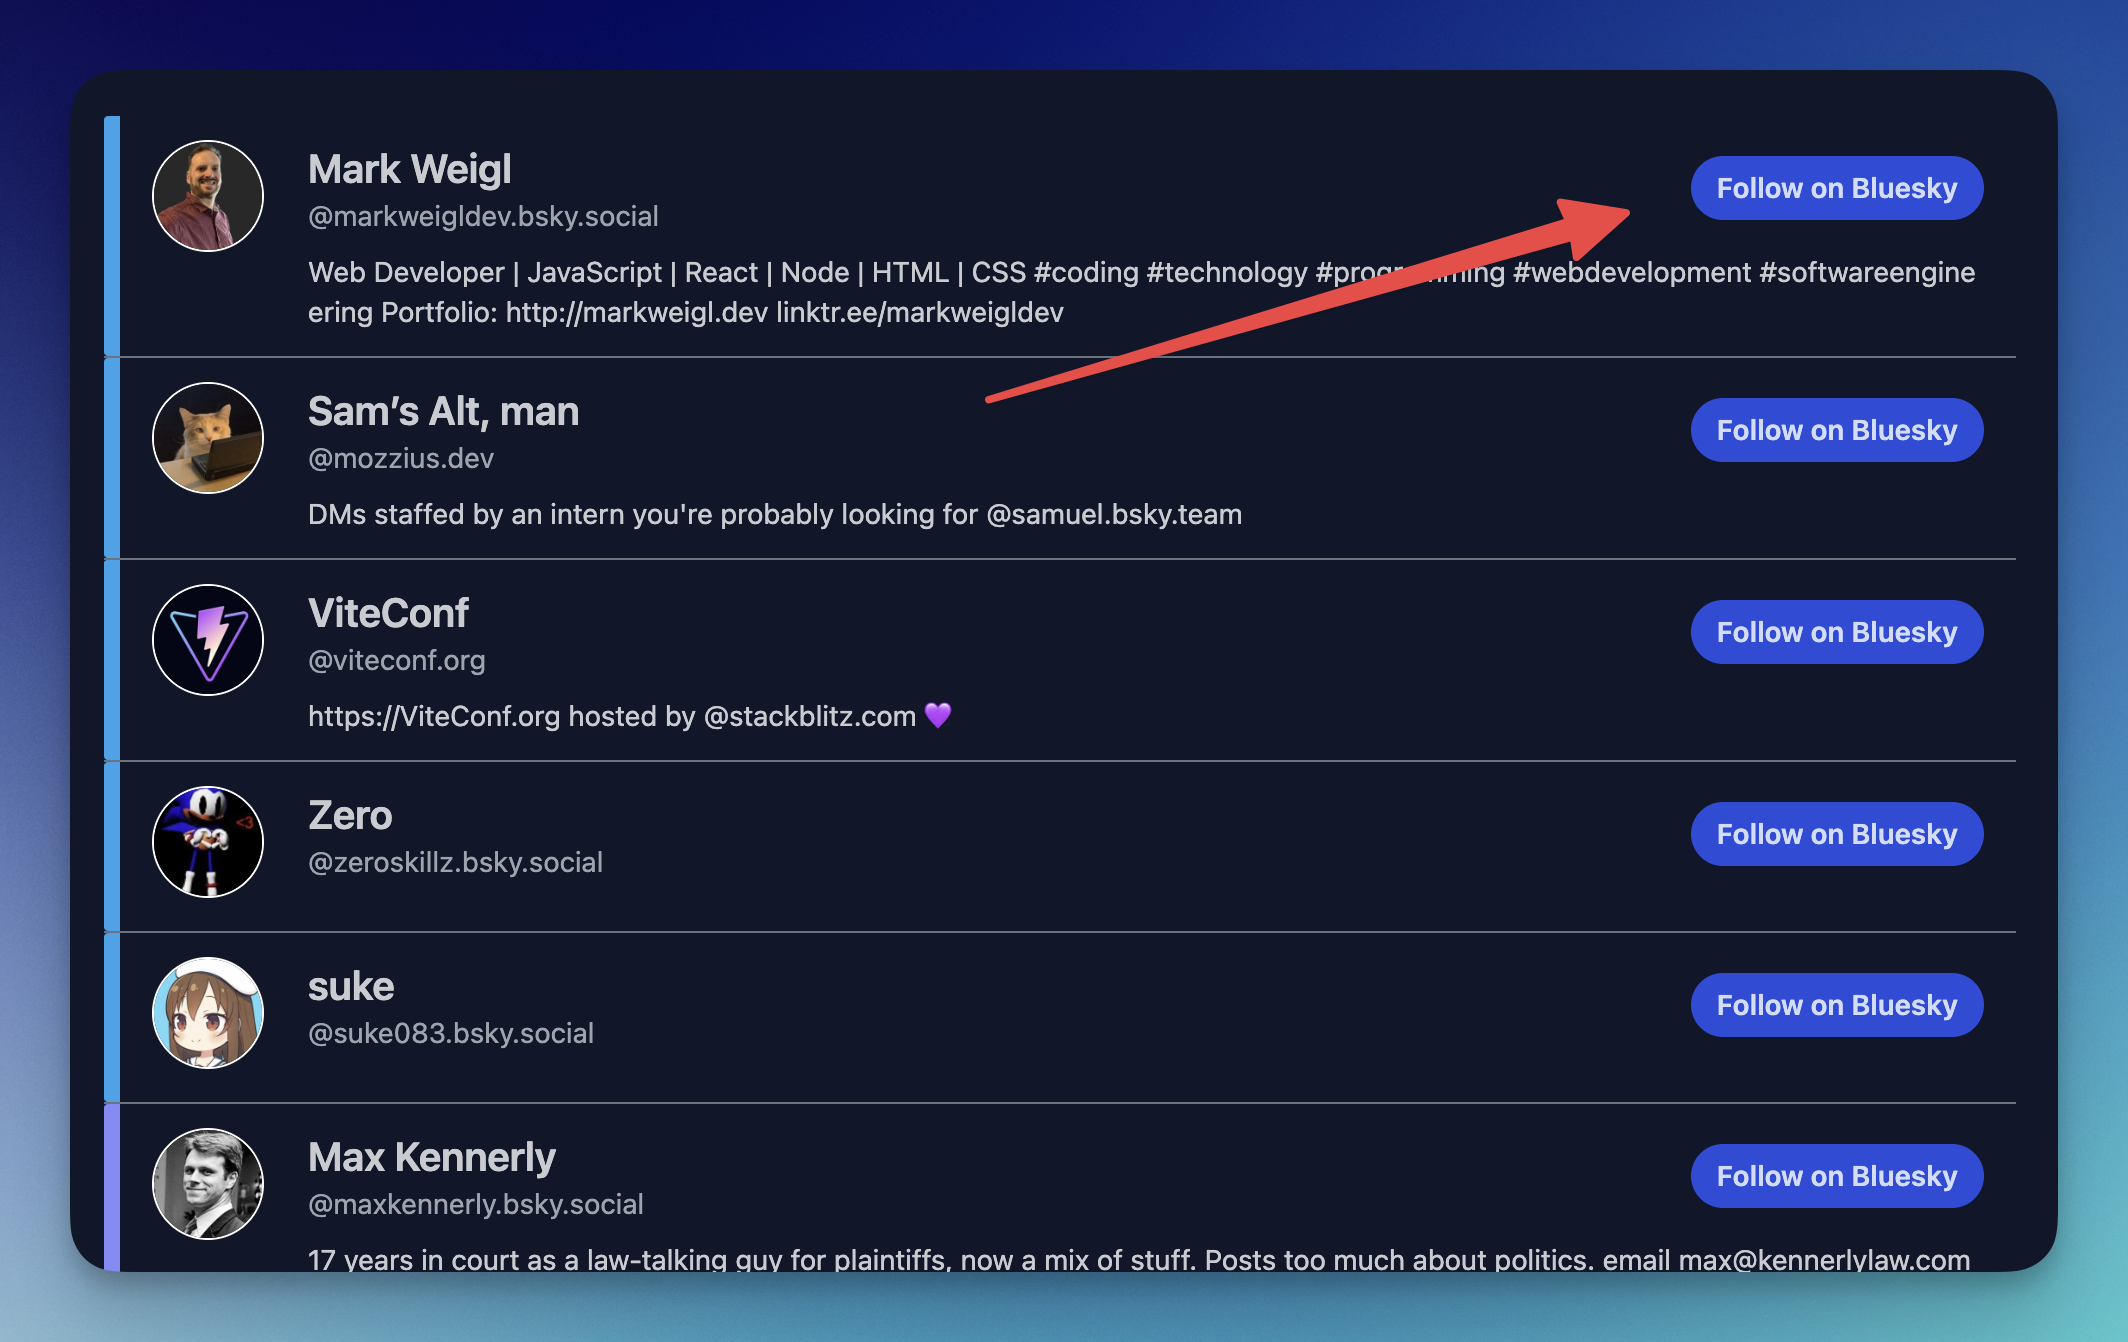 Mark Weigl
Follow on Bluesky
@markweigldev.bsky.social
Web Developer | JavaScript | React | Node | HTML | CSS #coding #technology #programming #webdevelopment #softwareengine
ering Portfolio: http://markweigl.dev linktr.ee/markweigldev
Sam’s Alt, man
Follow on Bluesky
@mozzius.dev
DMs staffed by an intern you're probably looking for @samuel.bsky.team
ViteConf
Follow on Bluesky
@viteconf.org
https://ViteConf.org hosted by @stackblitz.com 💜
<3
Zero
Follow on Bluesky
@zeroskillz.bsky.social
suke
Follow on Bluesky
@suke083.bsky.social
Max Kennerly
Follow on Bluesky
@maxkennerly.bsky.social
17 years in court as a law-talking guy for plaintiffs, now a mix of stuff. Posts too much about politics. email max@kennerlylaw.com